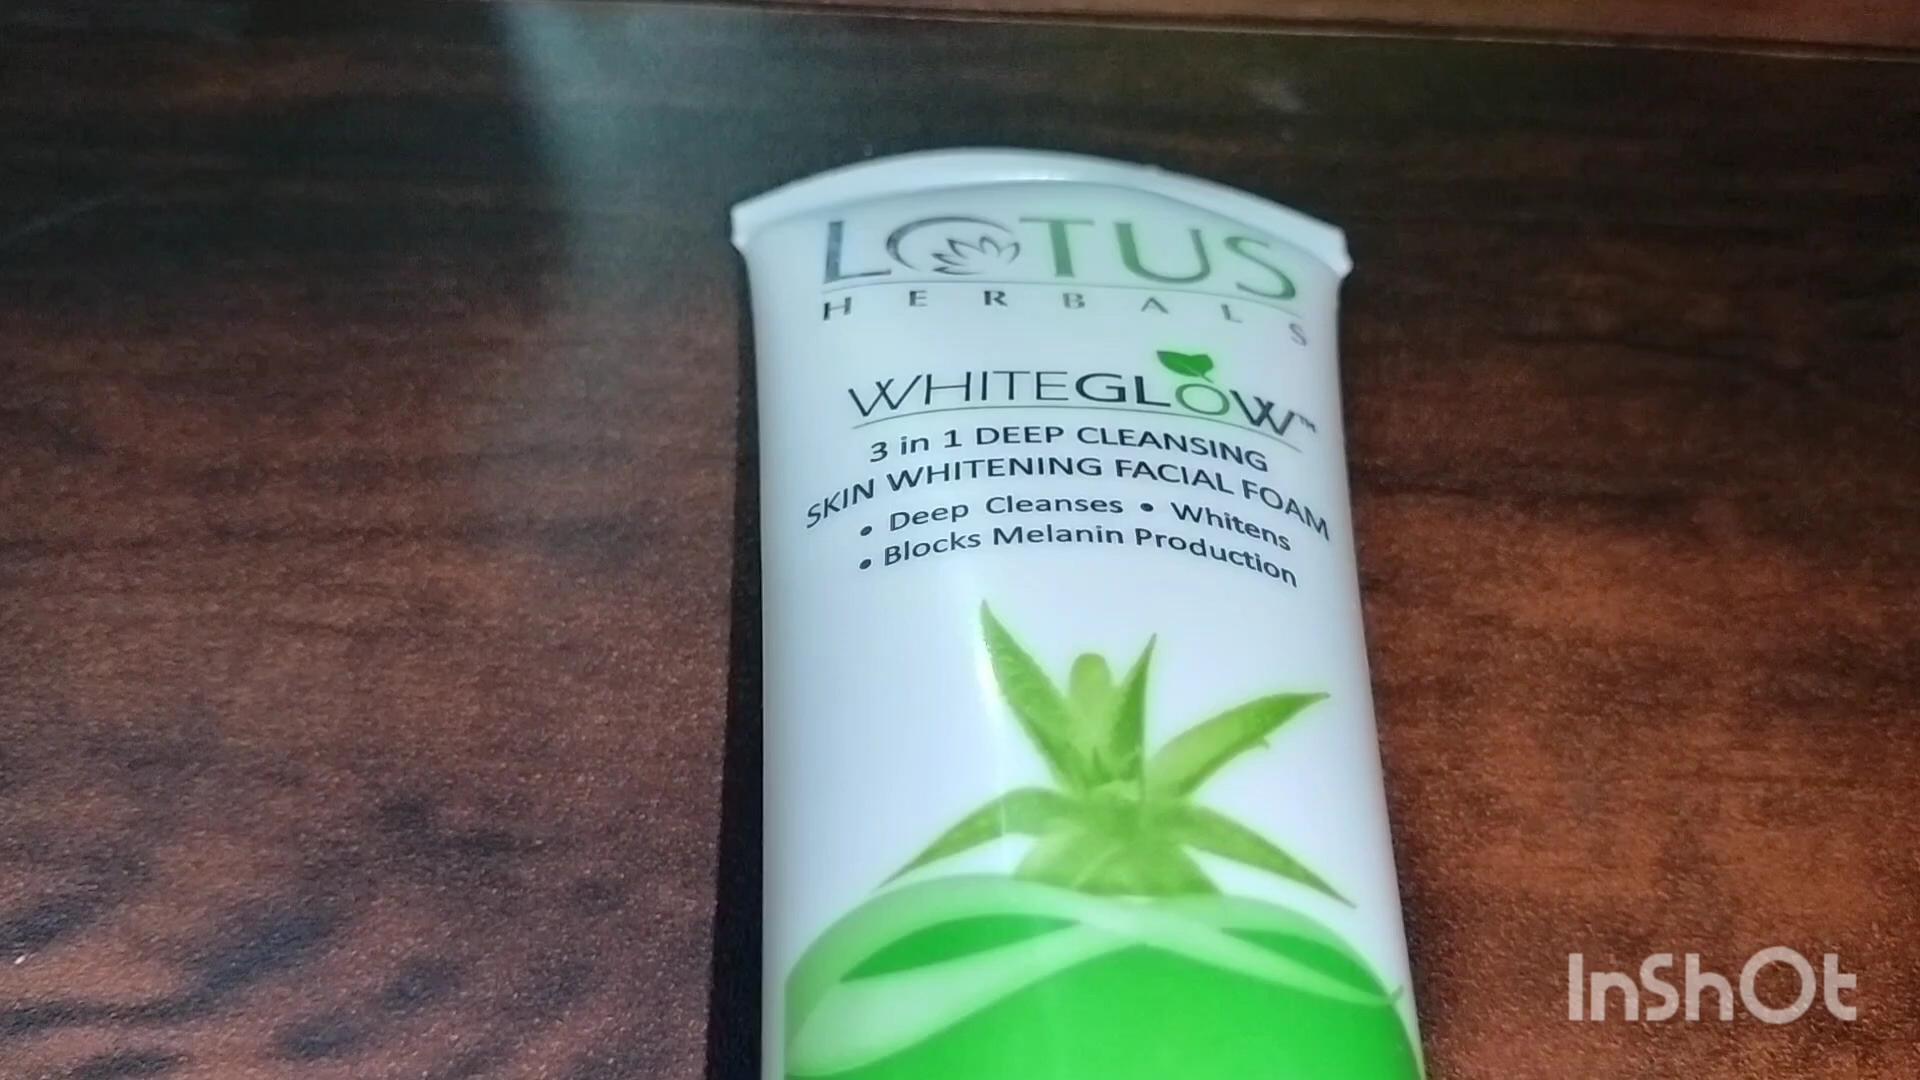 LOTUS
HERBALS
WHITEGLOW™
3 in 1 DEEP CLEANSING
SKIN WHITENING FACIAL FOAM
• Deep Cleanses • Whitens
• Blocks Melanin Production
InShOt